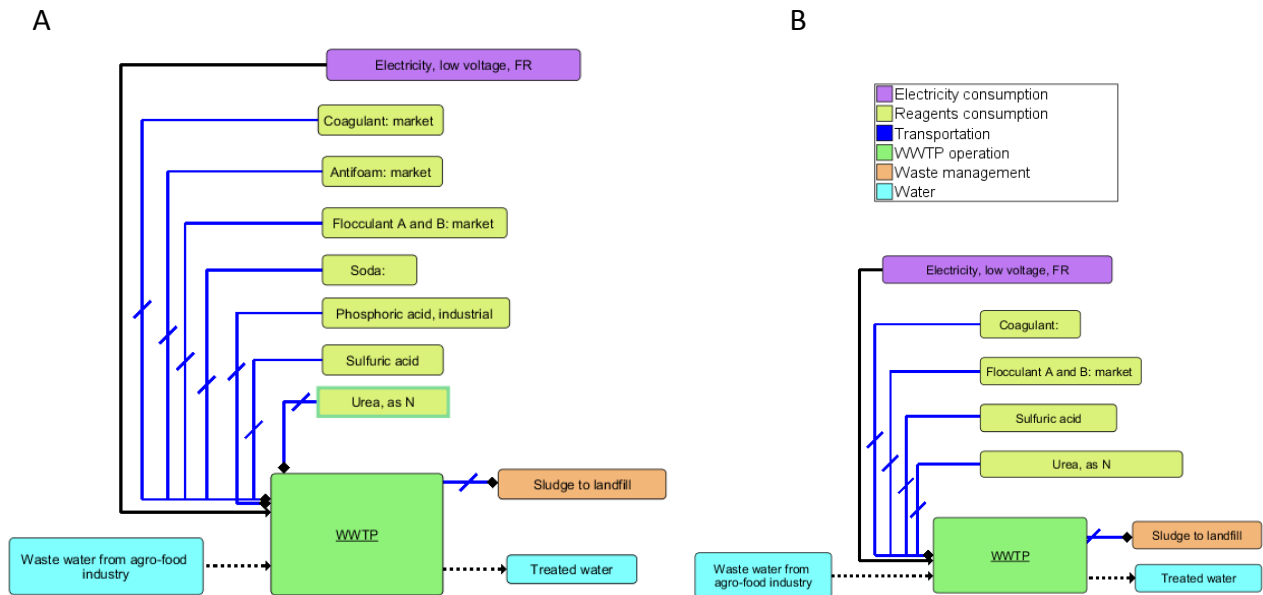 A
B
Electricity, low voltage, FR
Coagulant: market
Antifoam: market
Flocculant A and B: market
Soda:
Phosphoric acid, industrial
Sulfuric acid
Urea, as N
WWTP
Sludge to landfill
Waste water from agro-food
industry
Treated water
Electricity consumption
Reagents consumption
Transportation
WWTP operation
Waste management
Water
Electricity, low voltage, FR
Coagulant:
Flocculant A and B: market
Sulfuric acid
Urea, as N
WWTP
Sludge to landfill
Waste water from
agro-food industry
Treated water